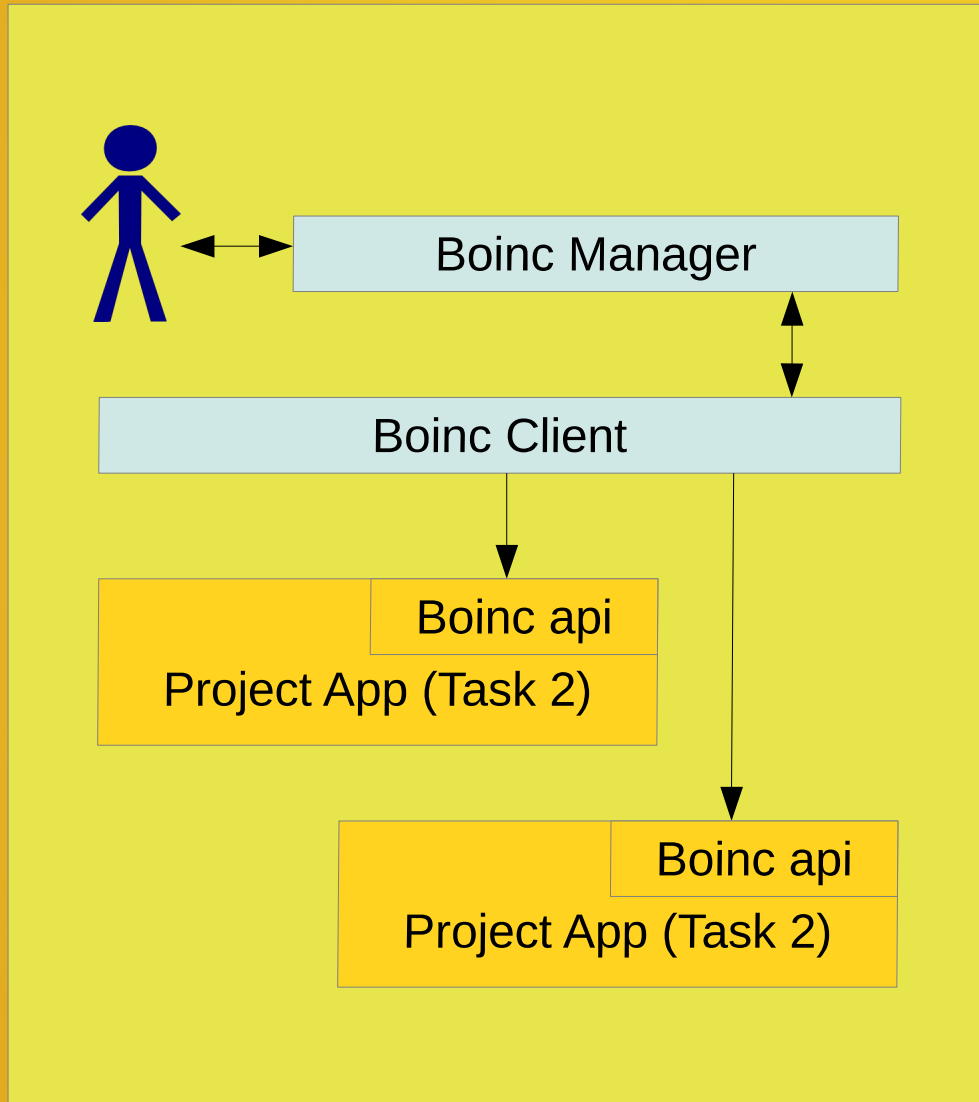 Boinc Manager
Boinc Client
Boinc api
Project App (Task 2)
Boinc api
Project App (Task 2)